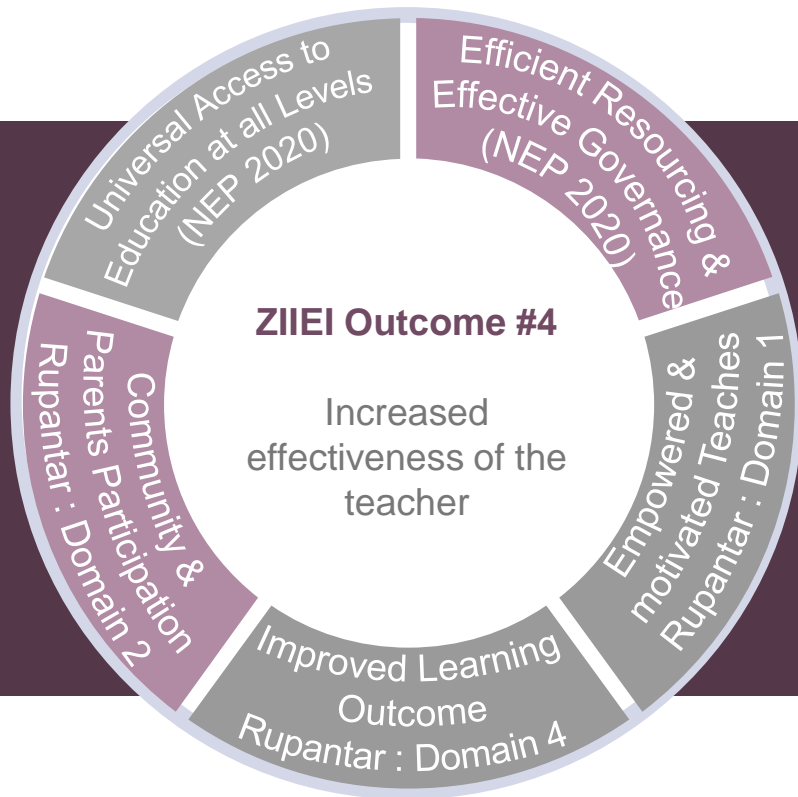 Universal Access to
Education at all Levels
(NEP 2020)
Efficient Resourcing &
Effective Governance
(NEP 2020)
Empowered &
motivated Teaches
Rupantar : Domain 1
Improved Learning
Outcome
Rupantar : Domain 4
Community &
Parents Participation
Rupantar : Domain 2
ZIIEI Outcome #4
Increased
effectiveness of the
teacher